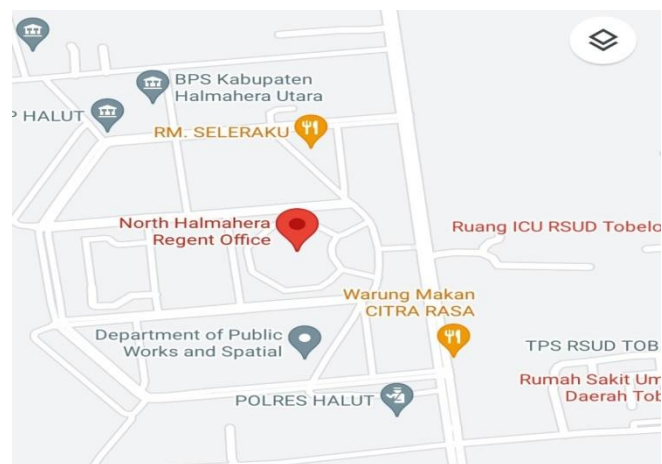 BPS Kabupaten
Halmahera Utara
P HALUT
RM. SELERAKU
North Halmahera
Regent Office
Ruang ICU RSUD Tobelo
Warung Makan
CITRA RASA
Department of Public
Works and Spatial
TPS RSUD TOB
Rumah Sakit Um
Daerah Tob
POLRES HALUT